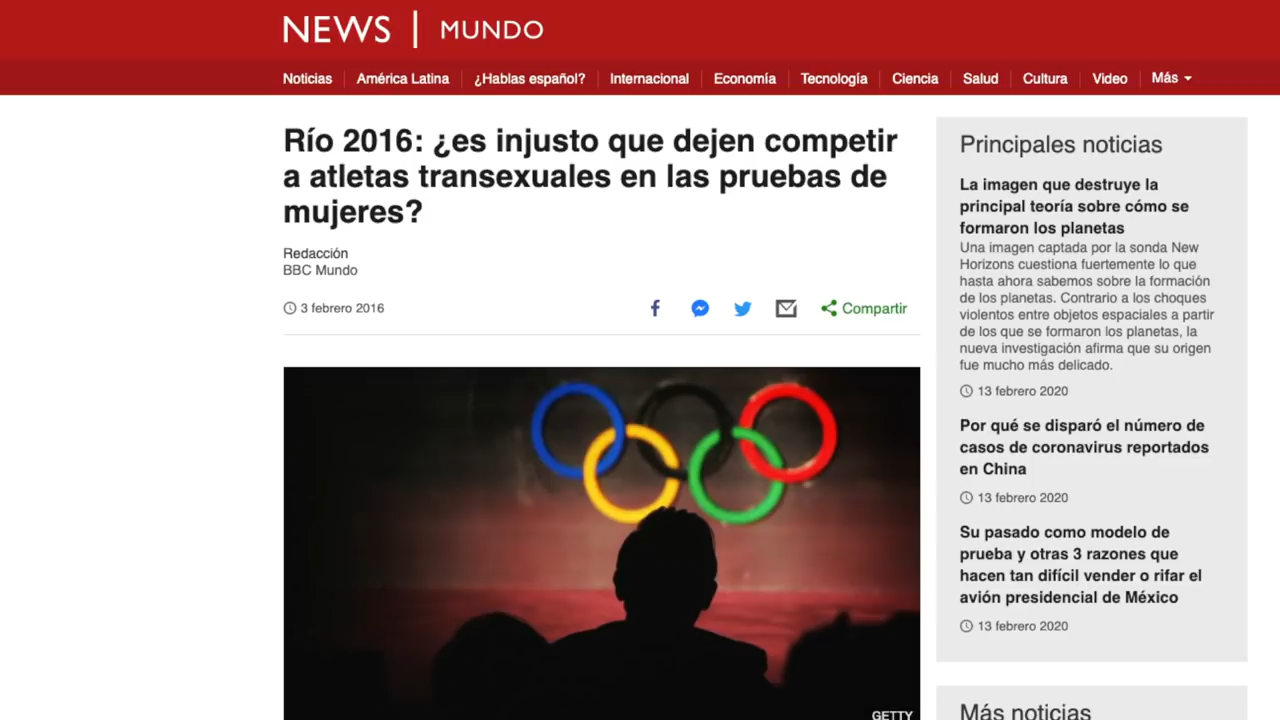 NEWS | MUNDO
Noticias América Latina ¿Hablas español? Internacional Economía Tecnología Ciencia Salud Cultura Video Más
Río 2016: ¿es injusto que dejen competir
a atletas transexuales en las pruebas de
mujeres?
Redacción
BBC Mundo
3 febrero 2016
Compartir
GETTY
Principales noticias
La imagen que destruye la
principal teoría sobre cómo se
formaron los planetas
Una imagen captada por la sonda New
Horizons cuestiona fuertemente lo que
hasta ahora sabemos sobre la formación
de los planetas. Contrario a los choques
violentos entre objetos espaciales a partir
de los que se formaron los planetas, la
nueva investigación afirma que su origen
fue mucho más delicado.
13 febrero 2020
Por qué se disparó el número de
casos de coronavirus reportados
en China
13 febrero 2020
Su pasado como modelo de
prueba y otras 3 razones que
hacen tan difícil vender o rifar el
avión presidencial de México
13 febrero 2020
Más noticias